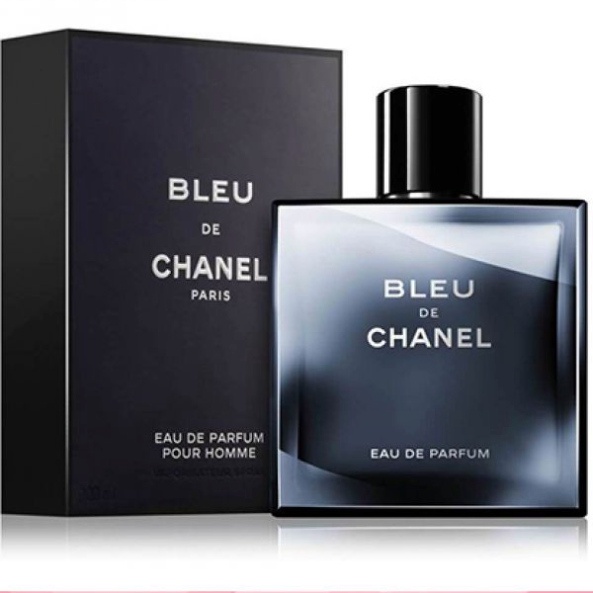 BLEU
DE
CHANEL
PARIS
EAU DE PARFUM
POUR HOMME
BLEU
DE
CHANEL
EAU DE PARFUM